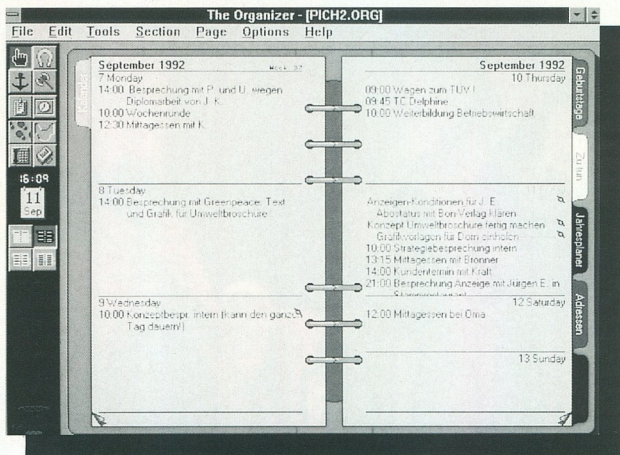 The Organizer - [PICH2.ORG]
File Edit Tools Section Page Options Help
16:09
11
Sep
Kalender
September 1992
Week 37
7 Monday
14:00 Besprechung mit P. und U. wegen
Diplomarbeit von J. K.
10:00 Wochenrunde
12:30 Mittagessen mit K.
8 Tuesday
14:00 Besprechung mit Greenpeace: Text
und Grafik für Umweltbroschüre
9 Wednesday
10:00 Konzeptbespr. intern (kann den ganzen
Tag dauern!)
September 1992
10 Thursday
09:00 Wagen zum TÜV !
09:45 TC Delphine
10:00 Weiterbildung Betriebswirtschaft
Anzeigen-Konditionen für J. E.
Abostatus mit Bon-Verlag klären
Konzept Umweltbroschüre fertig machen
Grafikvorlagen für Dorn einholen
10:00 Strategiebesprechung intern
13:15 Mittagessen mit Bronner
14:00 Kundentermin mit Kraft
21:00 Besprechung Anzeige mit Jürgen E. in
12 Saturday
12:00 Mittagessen bei Oma
13 Sunday
Geburtstage
Zu tun
Jahresplaner
Adressen